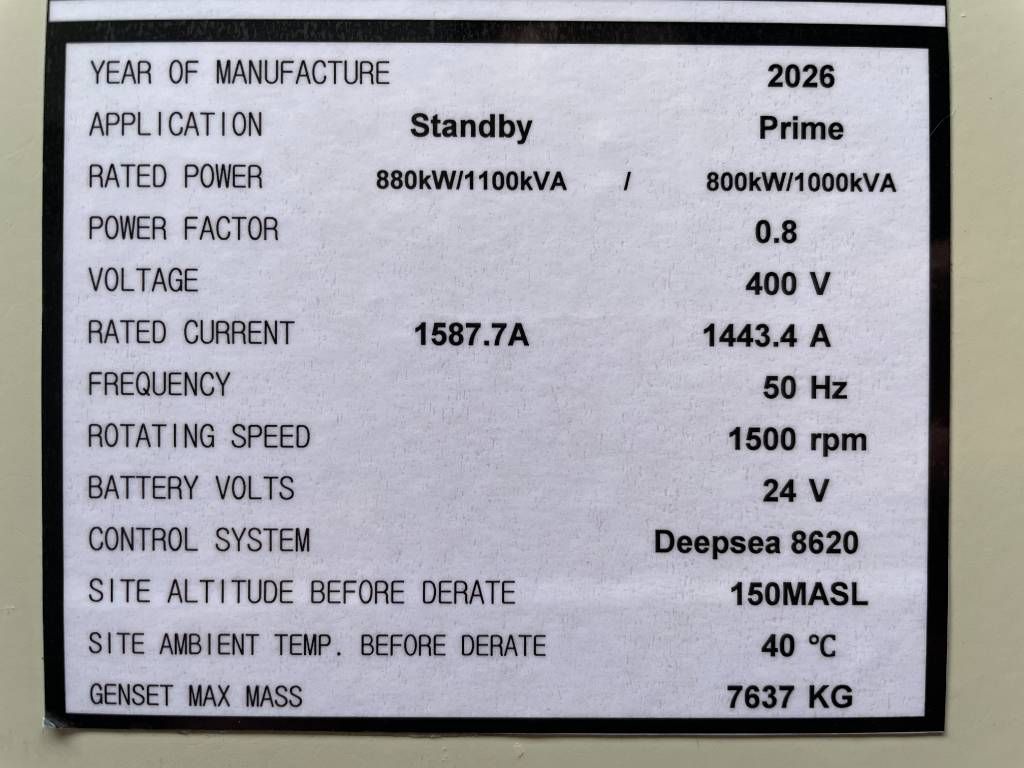 YEAR OF MANUFACTURE 2026
APPLICATION Standby Prime
RATED POWER 880kW/1100kVA / 800kW/1000kVA
POWER FACTOR 0.8
VOLTAGE 400 V
RATED CURRENT 1587.7A 1443.4 A
FREQUENCY 50 Hz
ROTATING SPEED 1500 rpm
BATTERY VOLTS 24 V
CONTROL SYSTEM Deepsea 8620
SITE ALTITUDE BEFORE DERATE 150MASL
SITE AMBIENT TEMP. BEFORE DERATE 40 ℃
GENSET MAX MASS 7637 KG